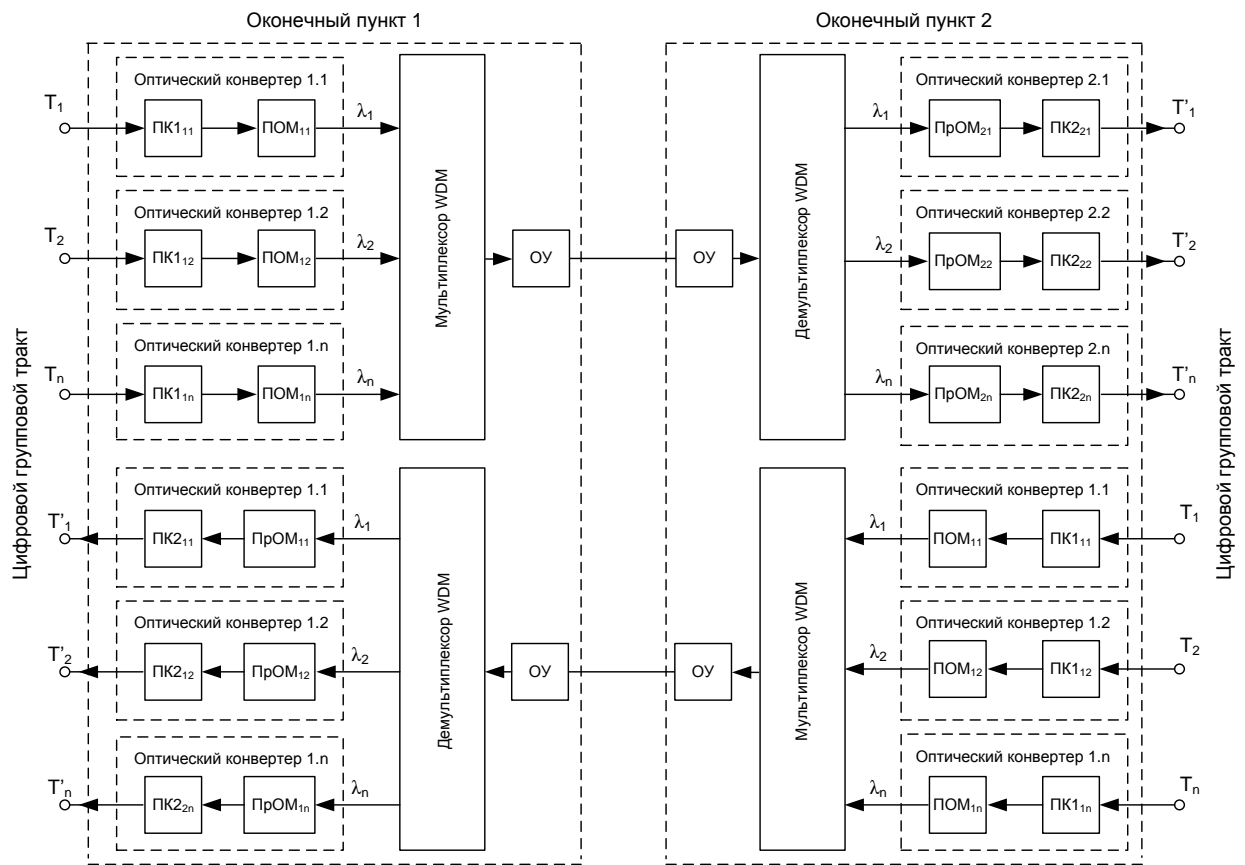 Оконечный пункт 1
Оконечный пункт 2
Оптический конвертер 1.1
T₁
ПК1₁₁
ПОМ₁₁
λ₁
Оптический конвертер 1.2
T₂
ПК1₁₂
ПОМ₁₂
λ₂
Оптический конвертер 1.n
Tₙ
ПК1₁ₙ
ПОМ₁ₙ
λₙ
Мультиплексор WDM
ОУ
ОУ
Демультиплексор WDM
Оптический конвертер 2.1
λ₁
ПрОМ₂₁
ПК2₂₁
T'₁
Оптический конвертер 2.2
λ₂
ПрОМ₂₂
ПК2₂₂
T'₂
Оптический конвертер 2.n
λₙ
ПрОМ₂ₙ
ПК2₂ₙ
T'ₙ
Цифровой групповой тракт
Цифровой групповой тракт
Оптический конвертер 1.1
T'₁
ПК2₁₁
ПрОМ₁₁
λ₁
Оптический конвертер 1.2
T'₂
ПК2₁₂
ПрОМ₁₂
λ₂
Оптический конвертер 1.n
T'ₙ
ПК2₂ₙ
ПрОМ₁ₙ
λₙ
Демультиплексор WDM
ОУ
ОУ
Мультиплексор WDM
Оптический конвертер 1.1
λ₁
ПОМ₁₁
ПК1₁₁
T₁
Оптический конвертер 1.2
λ₂
ПОМ₁₂
ПК1₁₂
T₂
Оптический конвертер 1.n
λₙ
ПОМ₁ₙ
ПК1₁ₙ
Tₙ